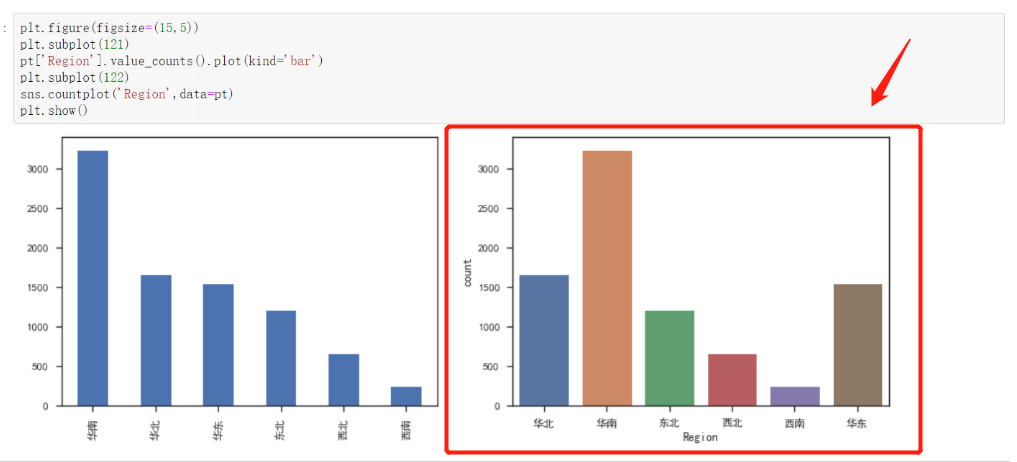 :
plt.figure(figsize=(15,5))
plt.subplot(121)
pt['Region'].value_counts().plot(kind='bar')
plt.subplot(122)
sns.countplot('Region',data=pt)
plt.show()
3000
2500
2000
1500
1000
500
0
华南 华北 华东 东北 西北 西南
count
3000
2500
2000
1500
1000
500
0
华北 华南 东北 西北 西南 华东
Region